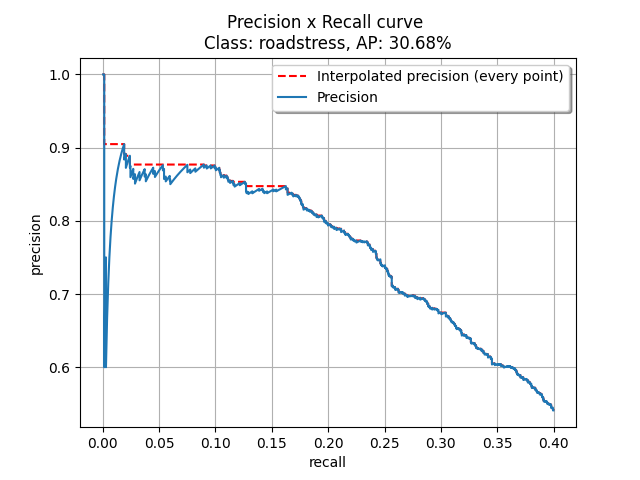 Precision x Recall curve
Class: roadstress, AP: 30.68%
Interpolated precision (every point)
Precision
1.0
0.9
0.8
0.7
0.6
precision
0.00 0.05 0.10 0.15 0.20 0.25 0.30 0.35 0.40
recall